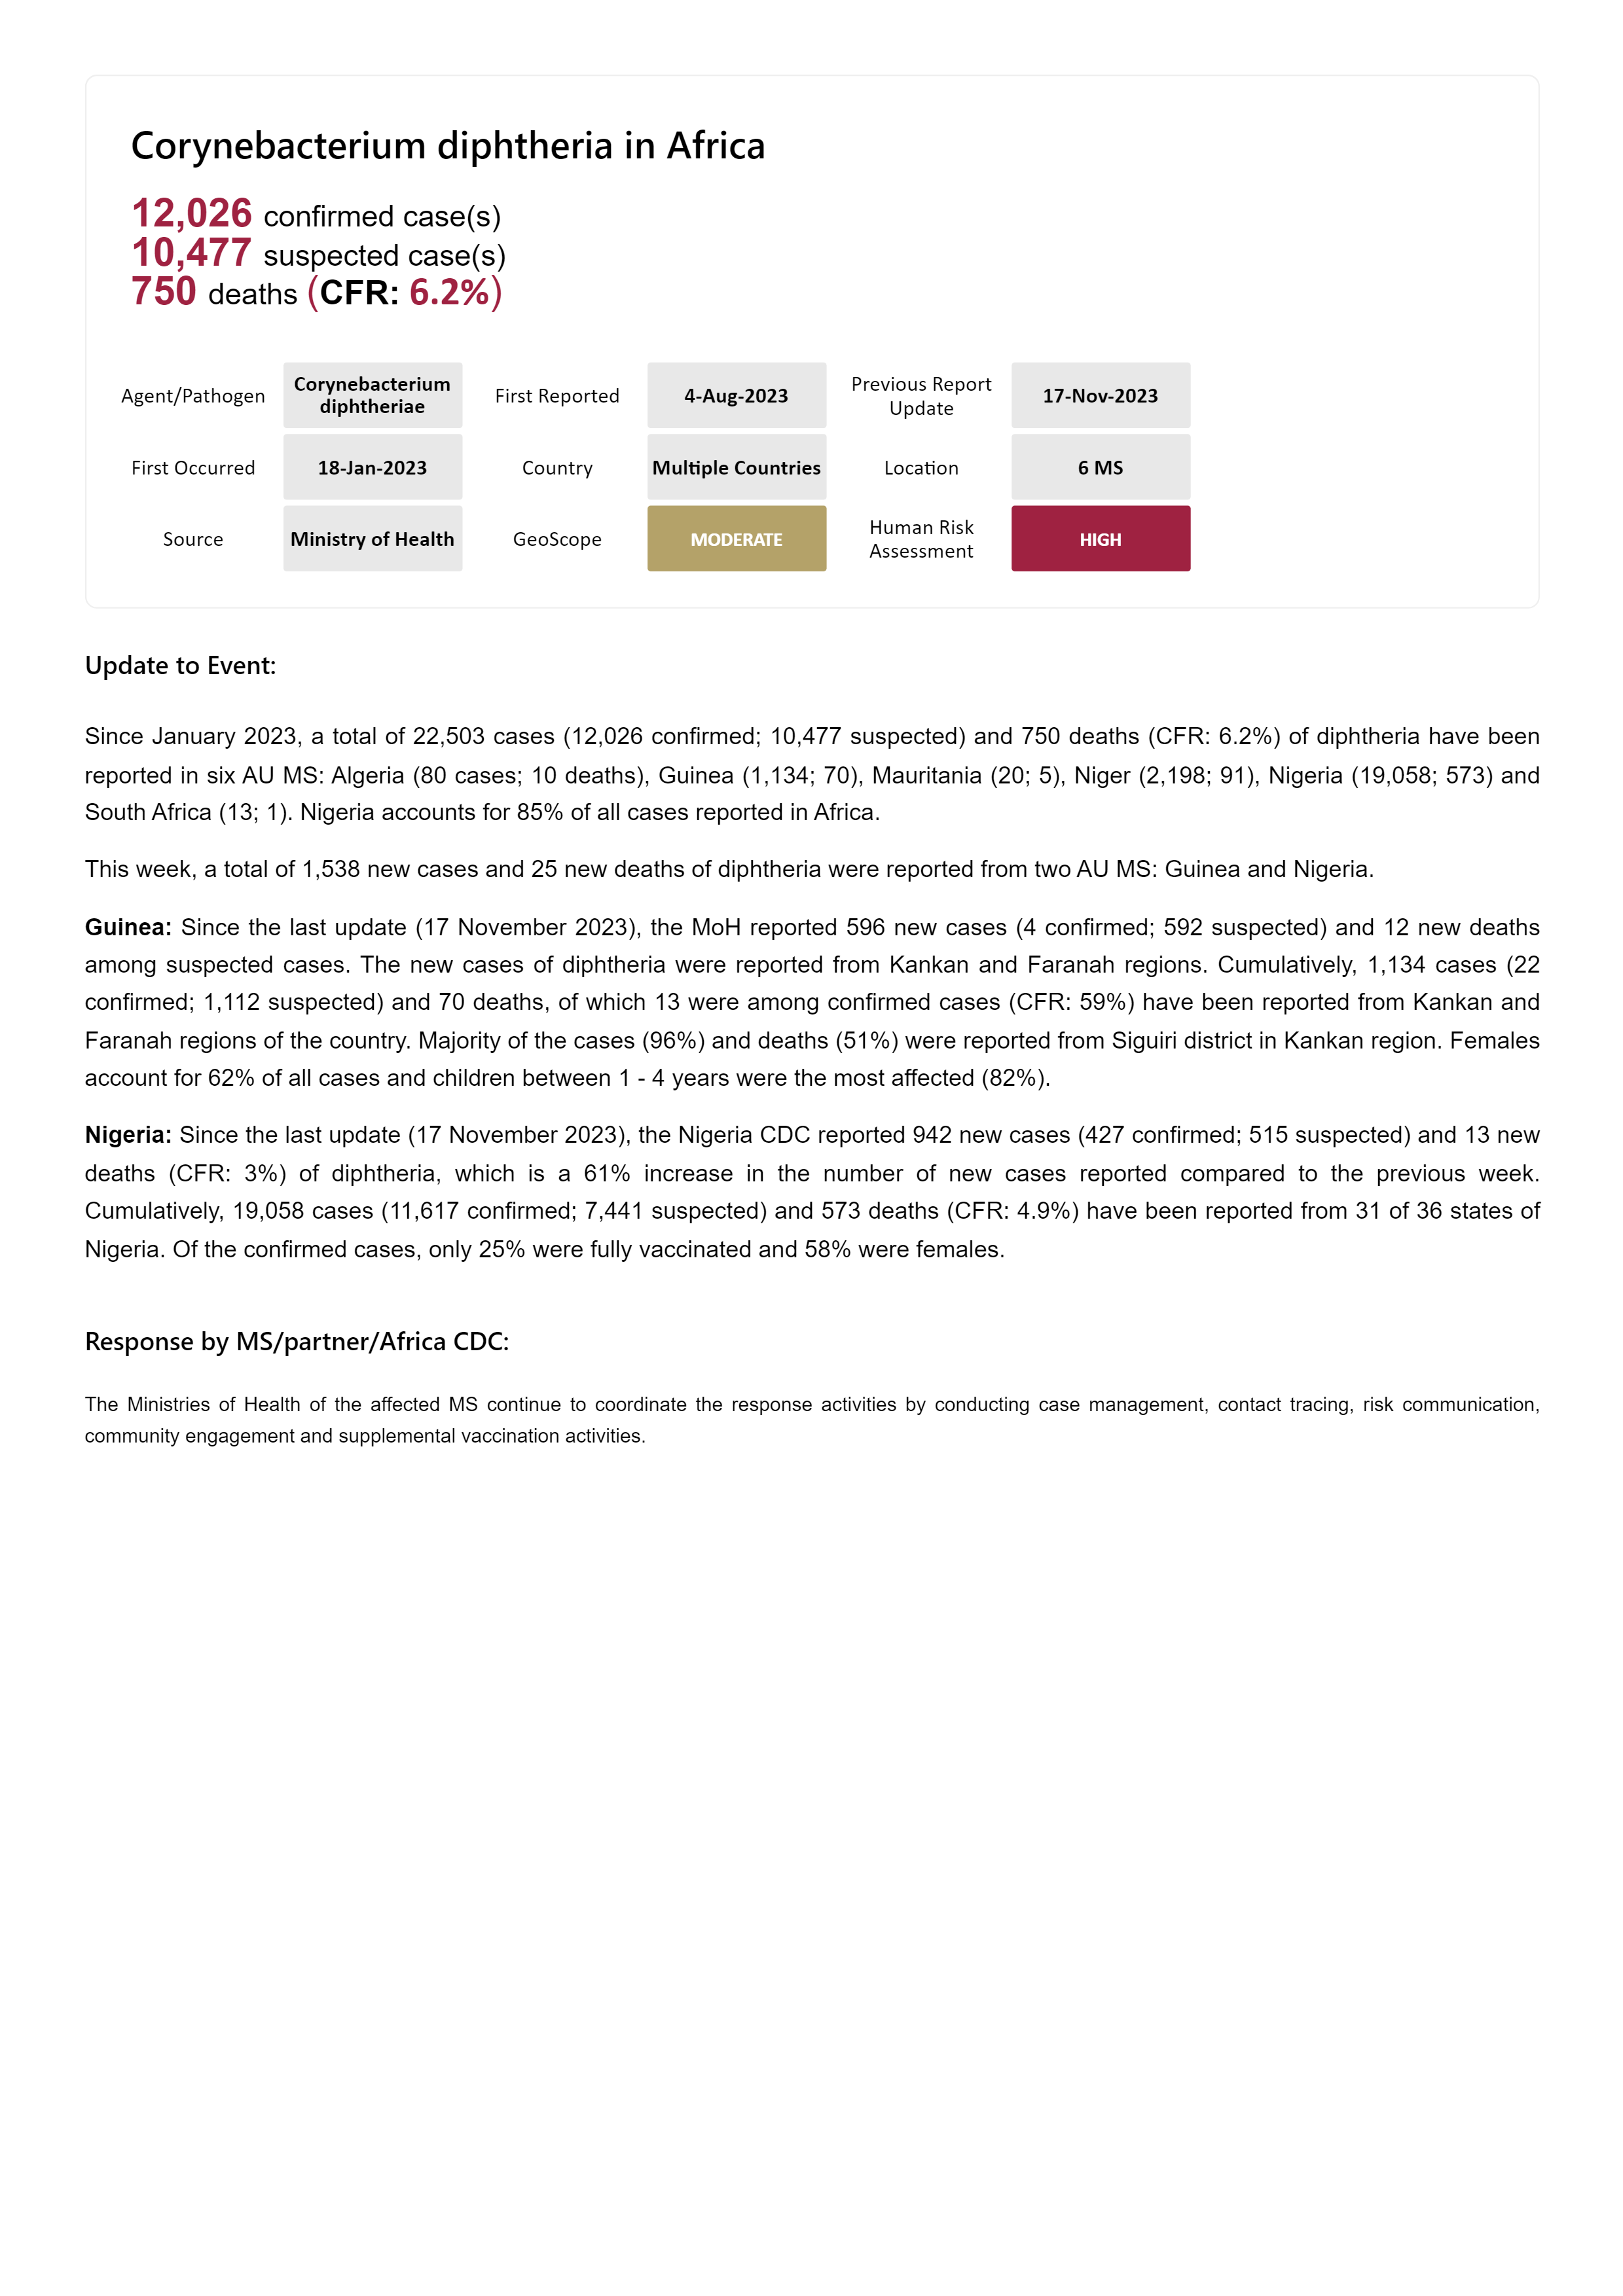 Corynebacterium diphtheria in Africa
12,026 confirmed case(s)
10,477 suspected case(s)
750 deaths (CFR: 6.2%)
Agent/Pathogen
Corynebacterium
diphtheriae
First Reported
4-Aug-2023
Previous Report
Update
17-Nov-2023
First Occurred
18-Jan-2023
Country
Multiple Countries
Location
6 MS
Source
Ministry of Health
GeoScope
MODERATE
Human Risk
Assessment
HIGH
Update to Event:
Since January 2023, a total of 22,503 cases (12,026 confirmed; 10,477 suspected) and 750 deaths (CFR: 6.2%) of diphtheria have been
reported in six AU MS: Algeria (80 cases; 10 deaths), Guinea (1,134; 70), Mauritania (20; 5), Niger (2,198; 91), Nigeria (19,058; 573) and
South Africa (13; 1). Nigeria accounts for 85% of all cases reported in Africa.
This week, a total of 1,538 new cases and 25 new deaths of diphtheria were reported from two AU MS: Guinea and Nigeria.
Guinea: Since the last update (17 November 2023), the MoH reported 596 new cases (4 confirmed; 592 suspected) and 12 new deaths
among suspected cases. The new cases of diphtheria were reported from Kankan and Faranah regions. Cumulatively, 1,134 cases (22
confirmed; 1,112 suspected) and 70 deaths, of which 13 were among confirmed cases (CFR: 59%) have been reported from Kankan and
Faranah regions of the country. Majority of the cases (96%) and deaths (51%) were reported from Siguiri district in Kankan region. Females
account for 62% of all cases and children between 1 - 4 years were the most affected (82%).
Nigeria: Since the last update (17 November 2023), the Nigeria CDC reported 942 new cases (427 confirmed; 515 suspected) and 13 new
deaths (CFR: 3%) of diphtheria, which is a 61% increase in the number of new cases reported compared to the previous week.
Cumulatively, 19,058 cases (11,617 confirmed; 7,441 suspected) and 573 deaths (CFR: 4.9%) have been reported from 31 of 36 states of
Nigeria. Of the confirmed cases, only 25% were fully vaccinated and 58% were females.
Response by MS/partner/Africa CDC:
The Ministries of Health of the affected MS continue to coordinate the response activities by conducting case management, contact tracing, risk communication,
community engagement and supplemental vaccination activities.